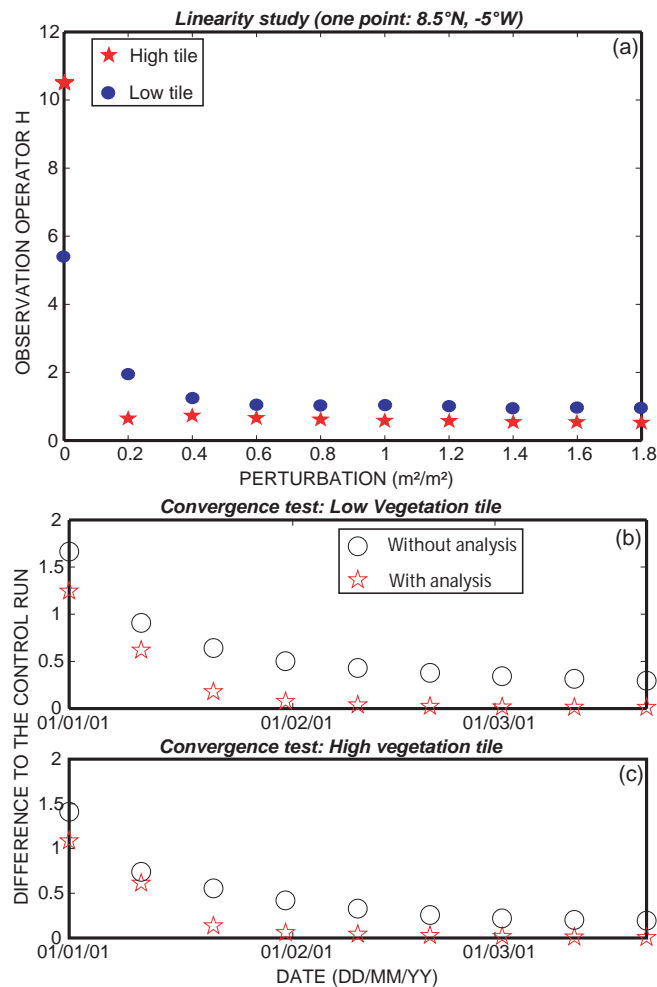 Linearity study (one point: 8.5°N, -5°W)
(a)
High tile
Low tile
OBSERVATION OPERATOR H
12
10
8
6
4
2
0
0 0.2 0.4 0.6 0.8 1 1.2 1.4 1.6 1.8
PERTURBATION (m²/m²)
Convergence test: Low Vegetation tile
(b)
Without analysis
With analysis
2
1.5
1
0.5
0
01/01/01 01/02/01 01/03/01
DIFFERENCE TO THE CONTROL RUN
Convergence test: High vegetation tile
(c)
2
1.5
1
0.5
0
01/01/01 01/02/01 01/03/01
DATE (DD/MM/YY)